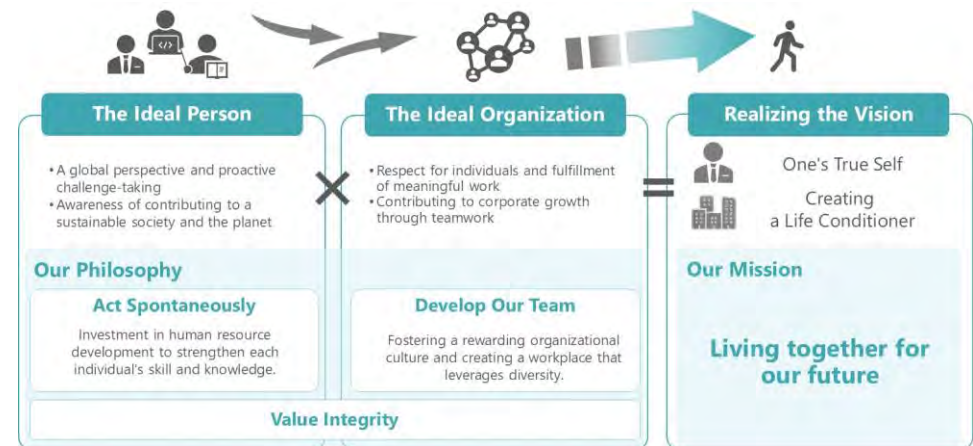 </>
The Ideal Person
• A global perspective and proactive
challenge-taking
• Awareness of contributing to a
sustainable society and the planet
×
The Ideal Organization
• Respect for individuals and fulfillment
of meaningful work
• Contributing to corporate growth
through teamwork
=
Realizing the Vision
One's True Self
Creating
a Life Conditioner
Our Philosophy
Act Spontaneously
Investment in human resource
development to strengthen each
individual's skill and knowledge.
Develop Our Team
Fostering a rewarding organizational
culture and creating a workplace that
leverages diversity.
Value Integrity
Our Mission
Living together for
our future